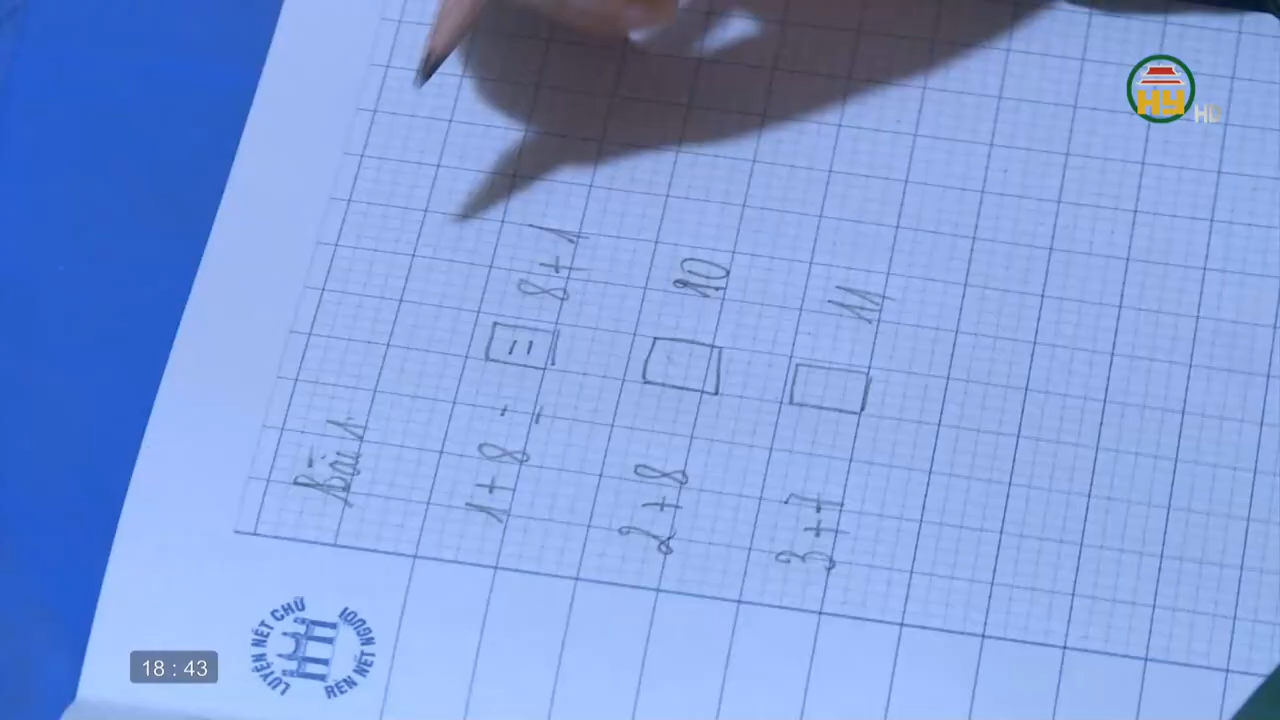 Bài 1:
1 + 8 = 8 + 1
2 + 8 □ 10
3 + 7 □ 11
LUYỆN NÉT CHỮ
RÈN NẾT NGƯỜI
HY HD
18 : 43